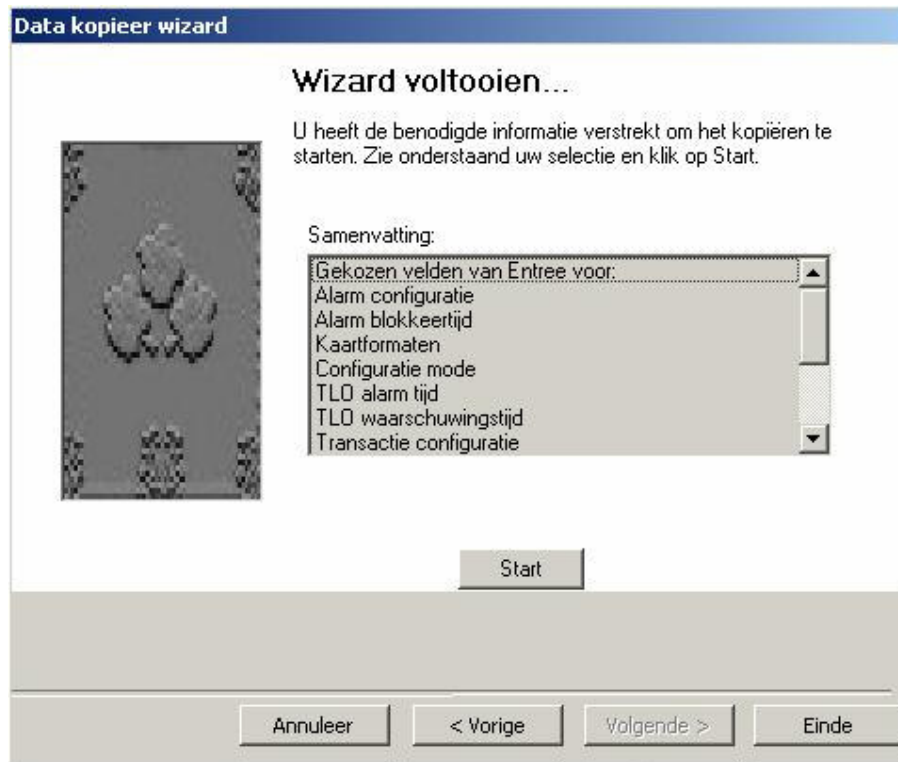 Data kopieer wizard
Wizard voltooien...
U heeft de benodigde informatie verstrekt om het kopiëren te
starten. Zie onderstaand uw selectie en klik op Start.
Samenvatting:
Gekozen velden van Entree voor:
Alarm configuratie
Alarm blokkeertijd
Kaartformaten
Configuratie mode
TLO alarm tijd
TLO waarschuwingstijd
Transactie configuratie
Start
Annuleer
< Vorige
Volgende >
Einde